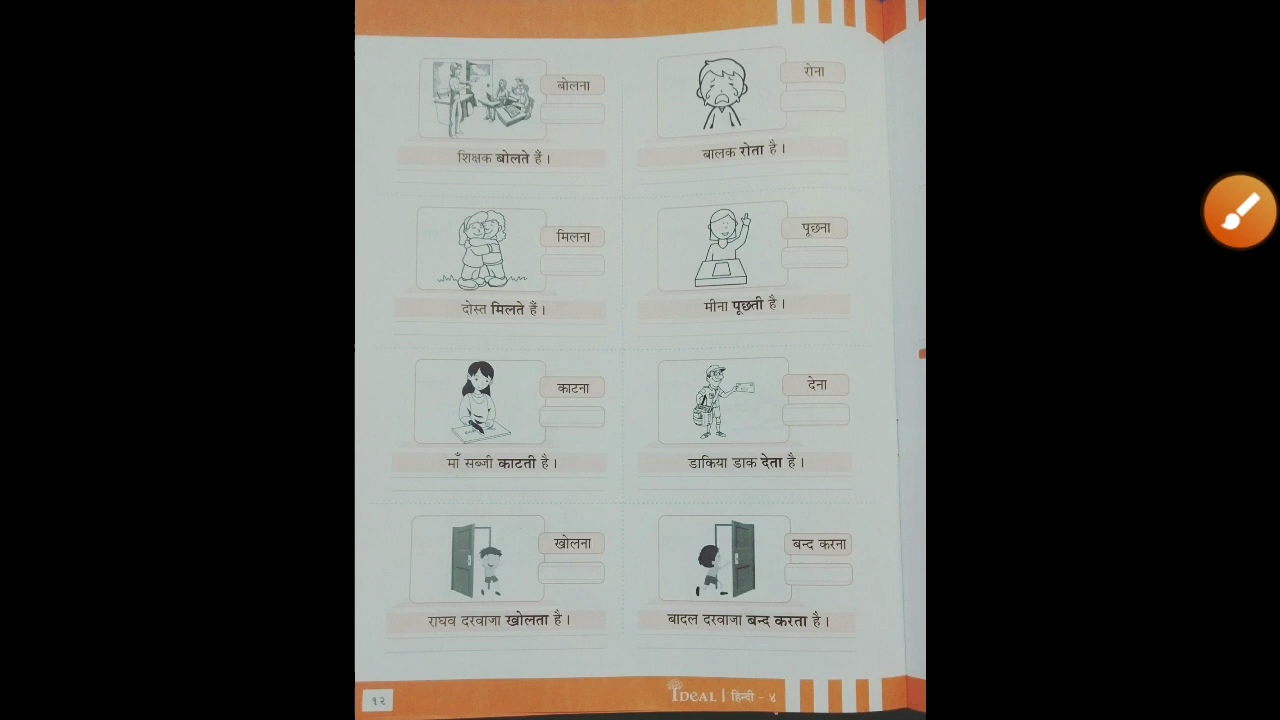 बोलना
शिक्षक बोलते हैं।
रोना
बालक रोता है।
मिलना
दोस्त मिलते हैं।
पूछना
मीना पूछती है।
काटना
माँ सब्जी काटती है।
देना
डाकिया डाक देता है।
खोलना
राघव दरवाजा खोलता है।
बन्द करना
बादल दरवाजा बन्द करता है।
१२
IDEAL | हिन्दी - ४